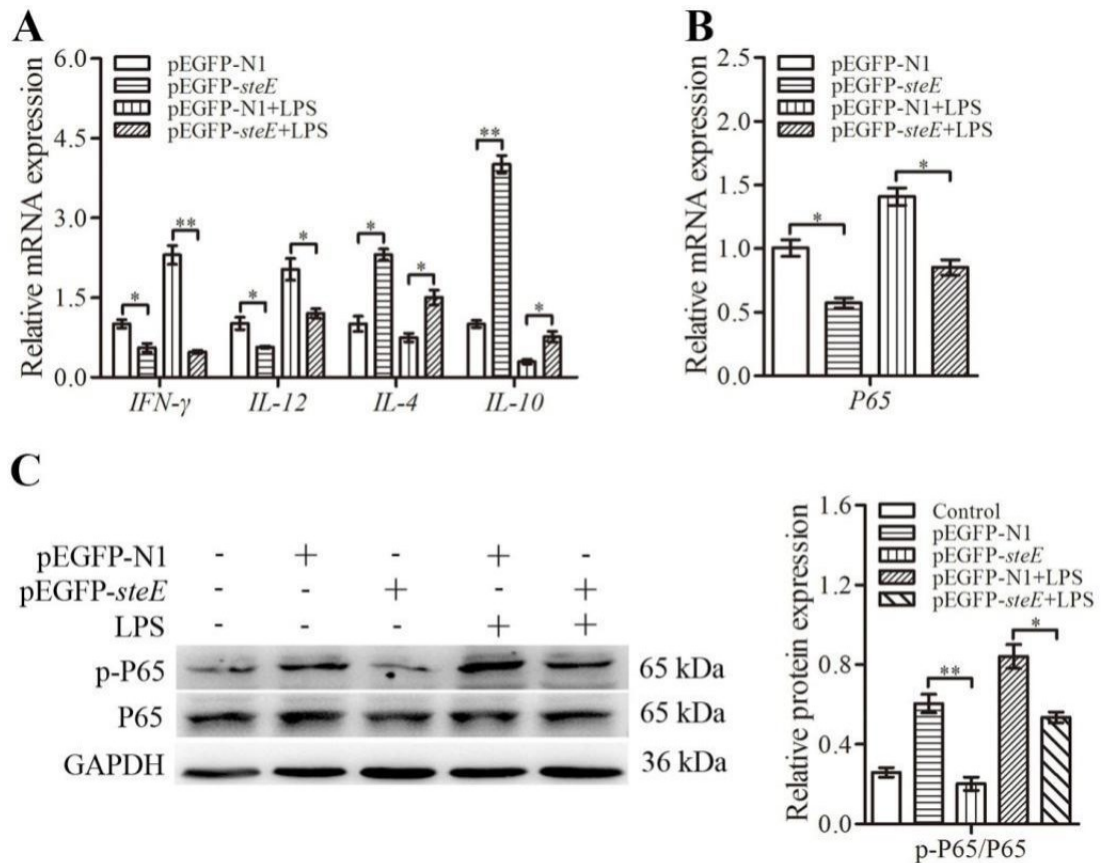 A
Relative mRNA expression
6.0
4.5
3.0
1.5
0.0
pEGFP-N1
pEGFP-steE
pEGFP-N1+LPS
pEGFP-steE+LPS
* ** * * * * ** *
IFN-γ IL-12 IL-4 IL-10
B
Relative mRNA expression
2.5
2.0
1.5
1.0
0.5
0.0
pEGFP-N1
pEGFP-steE
pEGFP-N1+LPS
pEGFP-steE+LPS
* *
P65
C
pEGFP-N1 - + - + -
pEGFP-steE - - + - +
LPS - - - + +
p-P65 65 kDa
P65 65 kDa
GAPDH 36 kDa
Relative protein expression
1.6
1.2
0.8
0.4
0.0
Control
pEGFP-N1
pEGFP-steE
pEGFP-N1+LPS
pEGFP-steE+LPS
** *
p-P65/P65